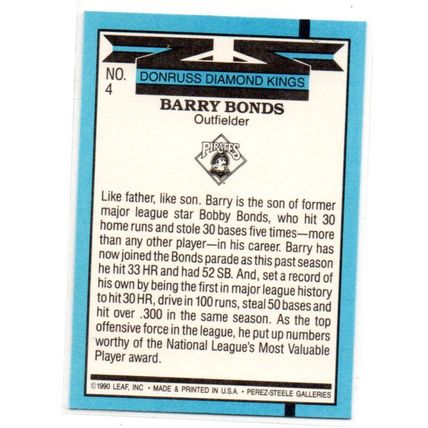 NO.
4
DONRUSS DIAMOND KINGS
BARRY BONDS
Outfielder
PIRATES
Like father, like son. Barry is the son of former
major league star Bobby Bonds, who hit 30
home runs and stole 30 bases five times—more
than any other player—in his career. Barry has
now joined the Bonds parade as this past season
he hit 33 HR and had 52 SB. And, set a record of
his own by being the first in major league history
to hit 30 HR, drive in 100 runs, steal 50 bases and
hit over .300 in the same season. As the top
offensive force in the league, he put up numbers
worthy of the National League's Most Valuable
Player award.
©1990 LEAF, INC • MADE & PRINTED IN U.S.A. • PEREZ-STEELE GALLERIES